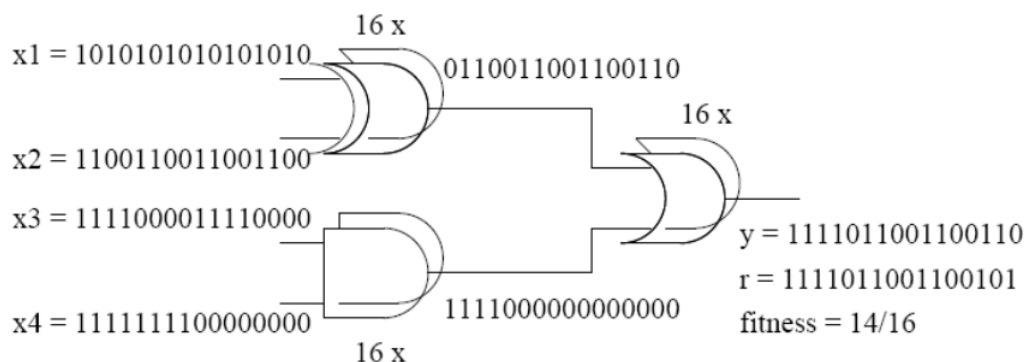 16 x
x1 = 1010101010101010
0110011001100110
16 x
x2 = 1100110011001100
x3 = 1111000011110000
y = 1111011001100110
r = 1111011001100101
x4 = 1111111100000000
1111000000000000
fitness = 14/16
16 x